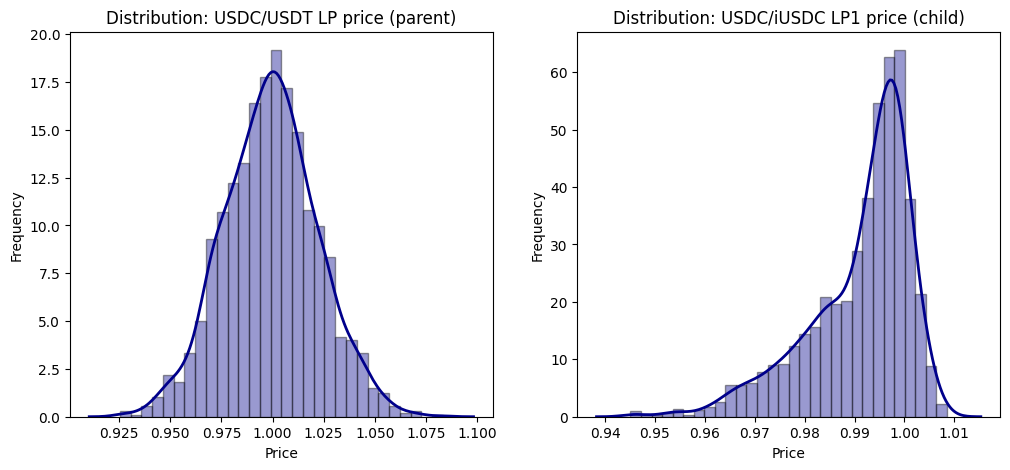 Distribution: USDC/USDT LP price (parent)
Frequency
20.0
17.5
15.0
12.5
10.0
7.5
5.0
2.5
0.0
0.925 0.950 0.975 1.000 1.025 1.050 1.075 1.100
Price
Distribution: USDC/iUSDC LP1 price (child)
Frequency
60
50
40
30
20
10
0
0.94 0.95 0.96 0.97 0.98 0.99 1.00 1.01
Price